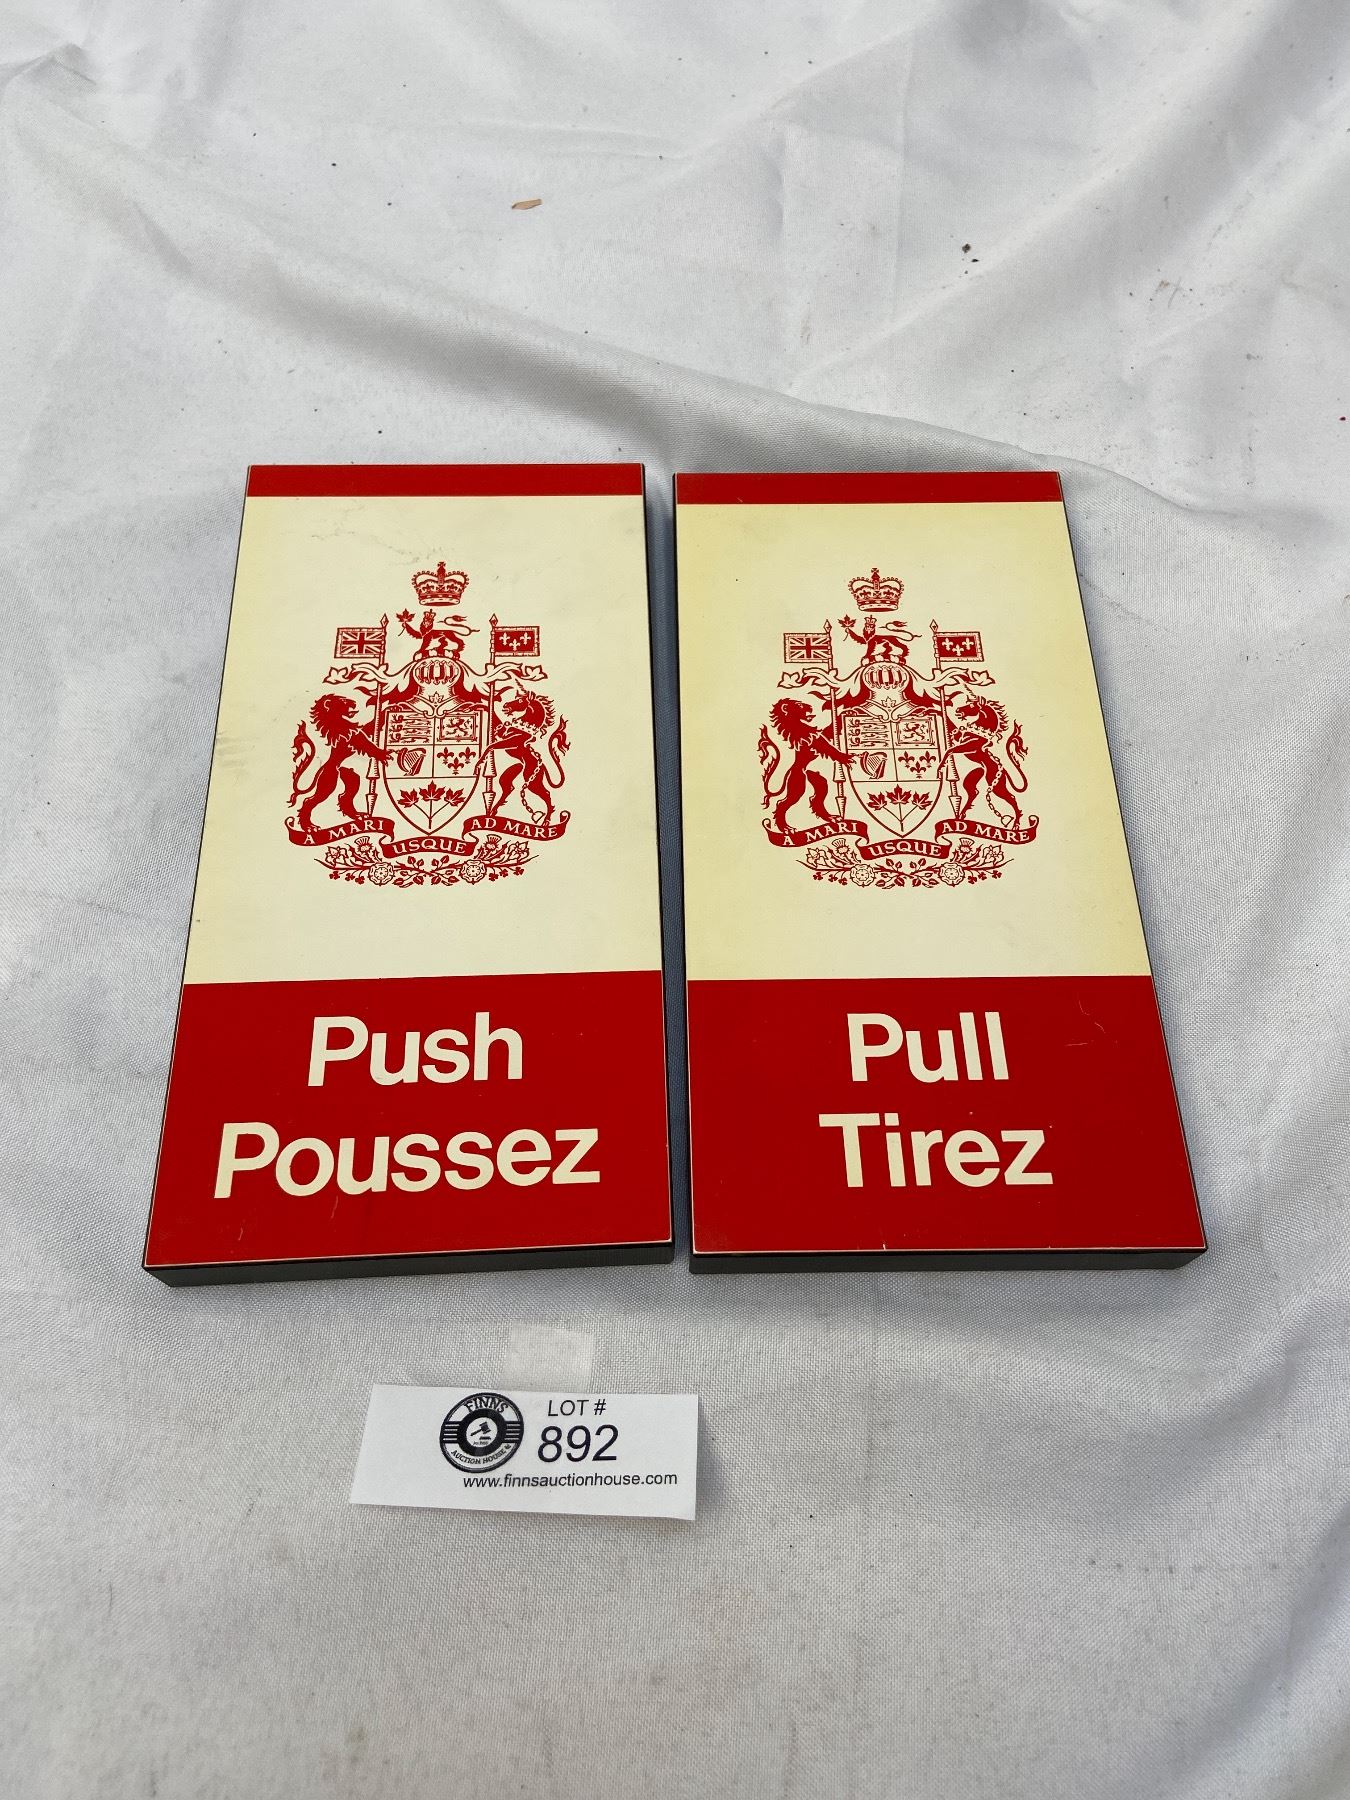 A MARI
USQUE
AD MARE
Push
Poussez
A MARI
USQUE
AD MARE
Pull
Tirez
FINNS
AUCTION HOUSE
LOT #
892
www.finnsauctionhouse.com